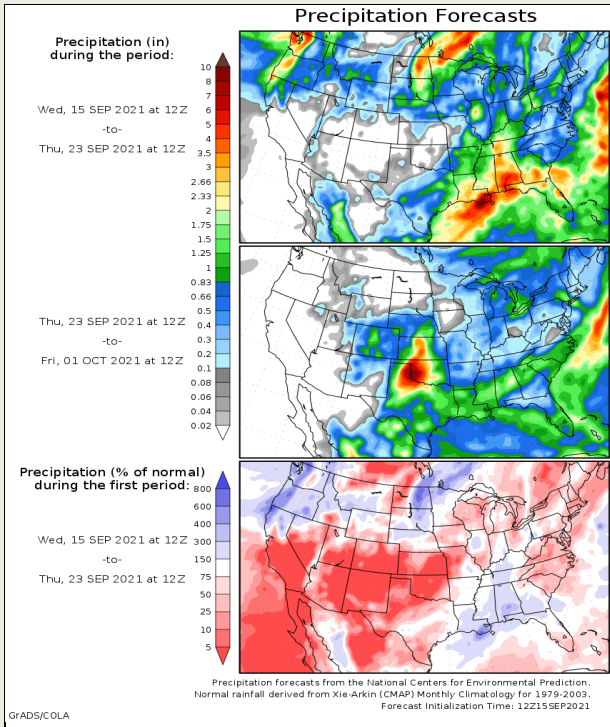 Precipitation Forecasts
Precipitation (in)
during the period:
Wed, 15 SEP 2021 at 12Z
-to-
Thu, 23 SEP 2021 at 12Z
10
8
7
6
5
4
3.5
3
2.66
2.33
2
1.75
1.5
1.25
1
0.83
0.66
0.5
0.4
0.3
0.2
0.1
0.08
0.06
0.04
0.02
Thu, 23 SEP 2021 at 12Z
-to-
Fri, 01 OCT 2021 at 12Z
Precipitation (% of normal)
during the first period:
Wed, 15 SEP 2021 at 12Z
-to-
Thu, 23 SEP 2021 at 12Z
800
600
400
300
150
75
50
25
10
5
Precipitation forecasts from the National Centers for Environmental Prediction.
Normal rainfall derived from Xie-Arkin (CMAP) Monthly Climatology for 1979-2003.
Forecast Initialization Time: 12Z15SEP2021
GrADS/COLA